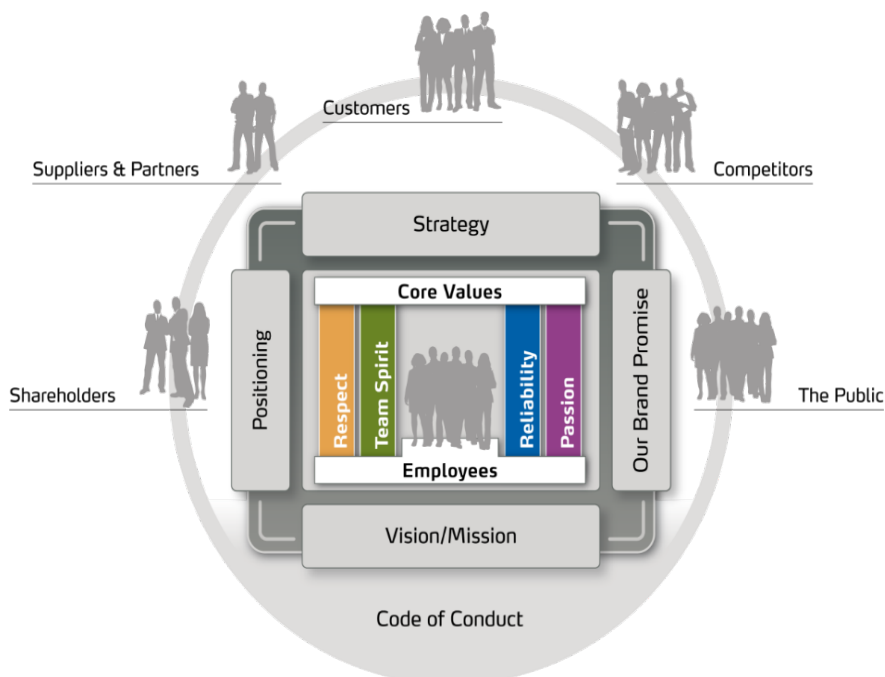 Customers
Suppliers & Partners
Competitors
Strategy
Core Values
Positioning
Respect
Team Spirit
Reliability
Passion
Our Brand Promise
Shareholders
The Public
Employees
Vision/Mission
Code of Conduct